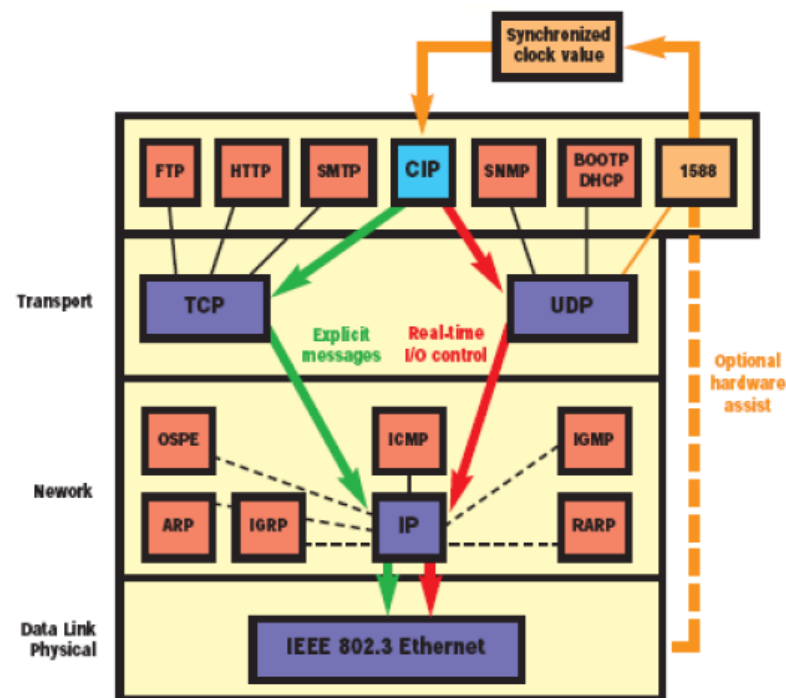 Synchronized
clock value
FTP
HTTP
SMTP
CIP
SNMP
BOOTP
DHCP
1588
Transport
TCP
UDP
Explicit
messages
Real-time
I/O control
Optional
hardware
assist
Nework
OSPE
ICMP
IGMP
ARP
IGRP
IP
RARP
Data Link
Physical
IEEE 802.3 Ethernet